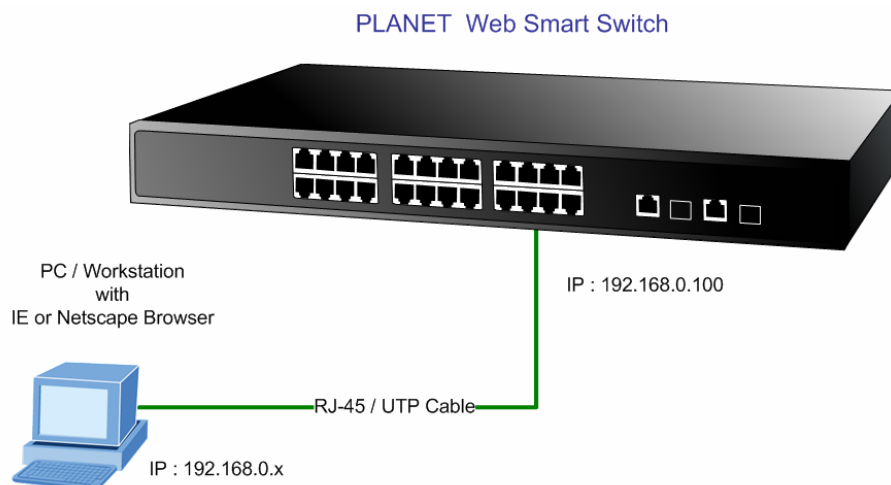 PLANET Web Smart Switch
PC / Workstation
with
IE or Netscape Browser
IP : 192.168.0.100
RJ-45 / UTP Cable
IP : 192.168.0.x